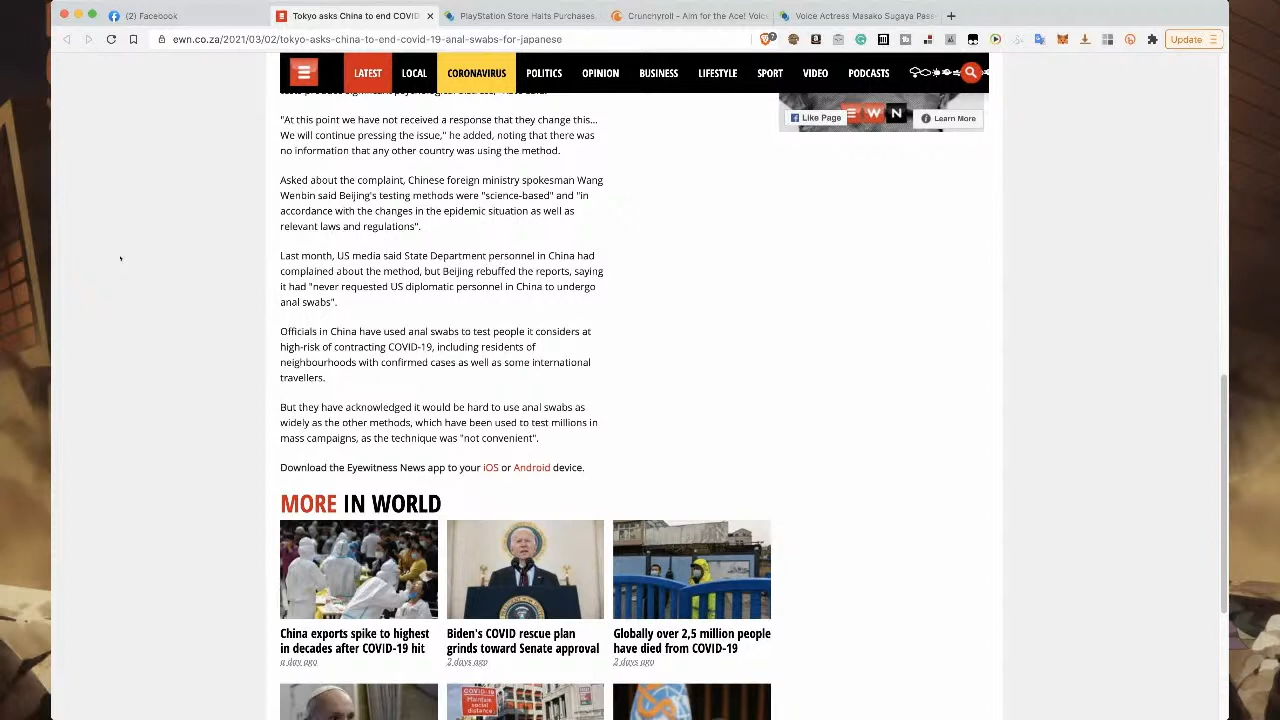 (2) Facebook
Tokyo asks China to end COVID
PlayStation Store Halts Purchases,
Crunchyroll - Aim for the Ace! Voice
Voice Actress Masako Sugaya Pase
ewn.co.za/2021/03/02/tokyo-asks-china-to-end-covid-19-anal-swabs-for-japanese
Update
LATEST LOCAL CORONAVIRUS POLITICS OPINION BUSINESS LIFESTYLE SPORT VIDEO PODCASTS
"At this point we have not received a response that they change this...
We will continue pressing the issue," he added, noting that there was
no information that any other country was using the method.
Asked about the complaint, Chinese foreign ministry spokesman Wang
Wenbin said Beijing's testing methods were "science-based" and "in
accordance with the changes in the epidemic situation as well as
relevant laws and regulations".
Last month, US media said State Department personnel in China had
complained about the method, but Beijing rebuffed the reports, saying
it had "never requested US diplomatic personnel in China to undergo
anal swabs".
Officials in China have used anal swabs to test people it considers at
high-risk of contracting COVID-19, including residents of
neighbourhoods with confirmed cases as well as some international
travellers.
But they have acknowledged it would be hard to use anal swabs as
widely as the other methods, which have been used to test millions in
mass campaigns, as the technique was "not convenient".
Download the Eyewitness News app to your iOS or Android device.
Like Page
EWN
Learn More
MORE IN WORLD
China exports spike to highest
in decades after COVID-19 hit
a day ago
Biden's COVID rescue plan
grinds toward Senate approval
2 days ago
Globally over 2,5 million people
have died from COVID-19
2 days ago
COVID-19
Maintain
social
distance